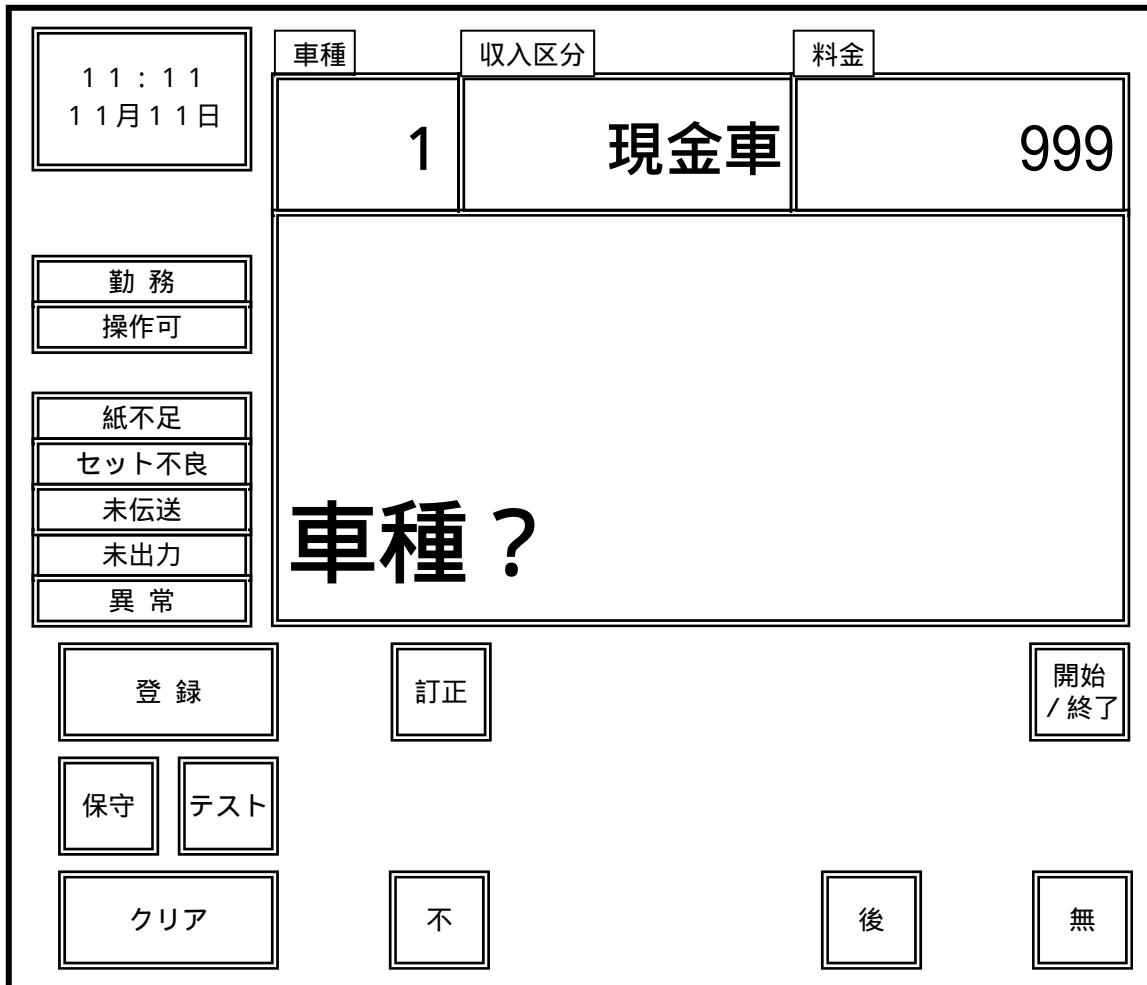 １１：１１
１１月１１日
車種
収入区分
料金
1
現金車
999
勤 務
操作可
紙不足
セット不良
未伝送
未出力
異 常
車種？
登 録
訂正
開始
/終了
保守
テスト
クリア
不
後
無